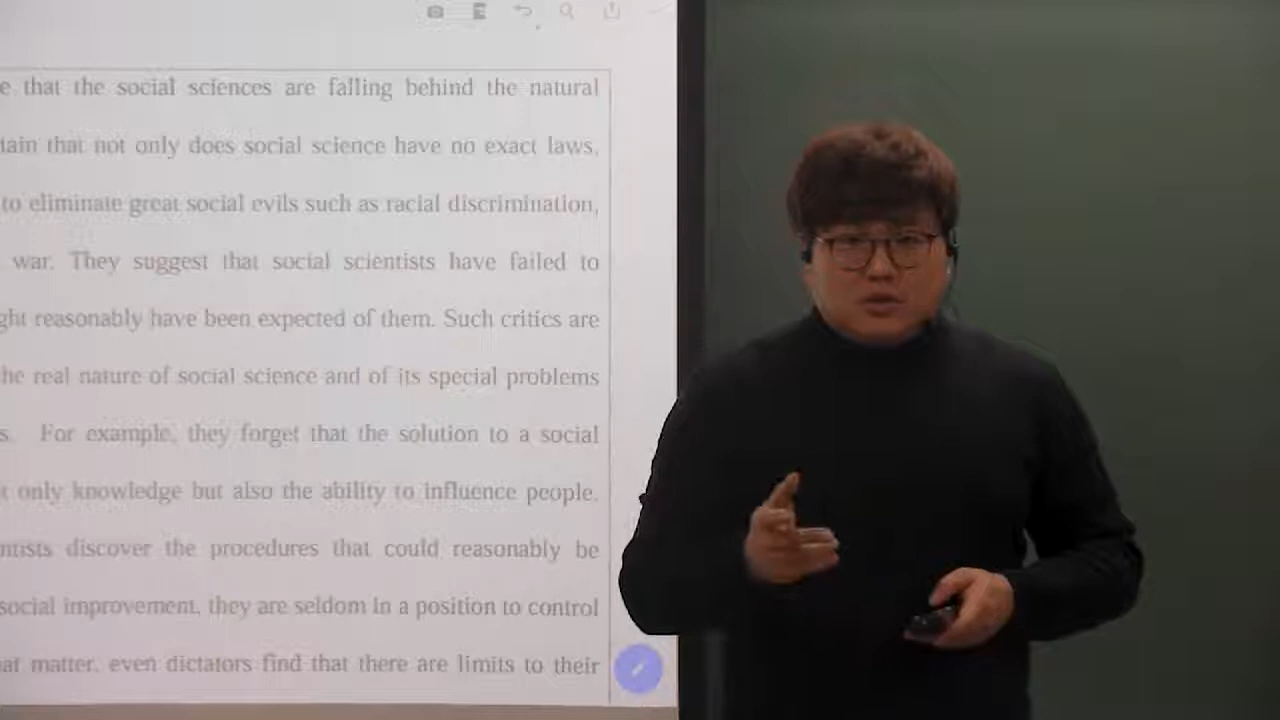 e that the social sciences are falling behind the natural
tain that not only does social science have no exact laws,
to eliminate great social evils such as racial discrimination,
war. They suggest that social scientists have failed to
ght reasonably have been expected of them. Such critics are
he real nature of social science and of its special problems
s. For example, they forget that the solution to a social
t only knowledge but also the ability to influence people.
ntists discover the procedures that could reasonably be
social improvement, they are seldom in a position to control
at matter, even dictators find that there are limits to their